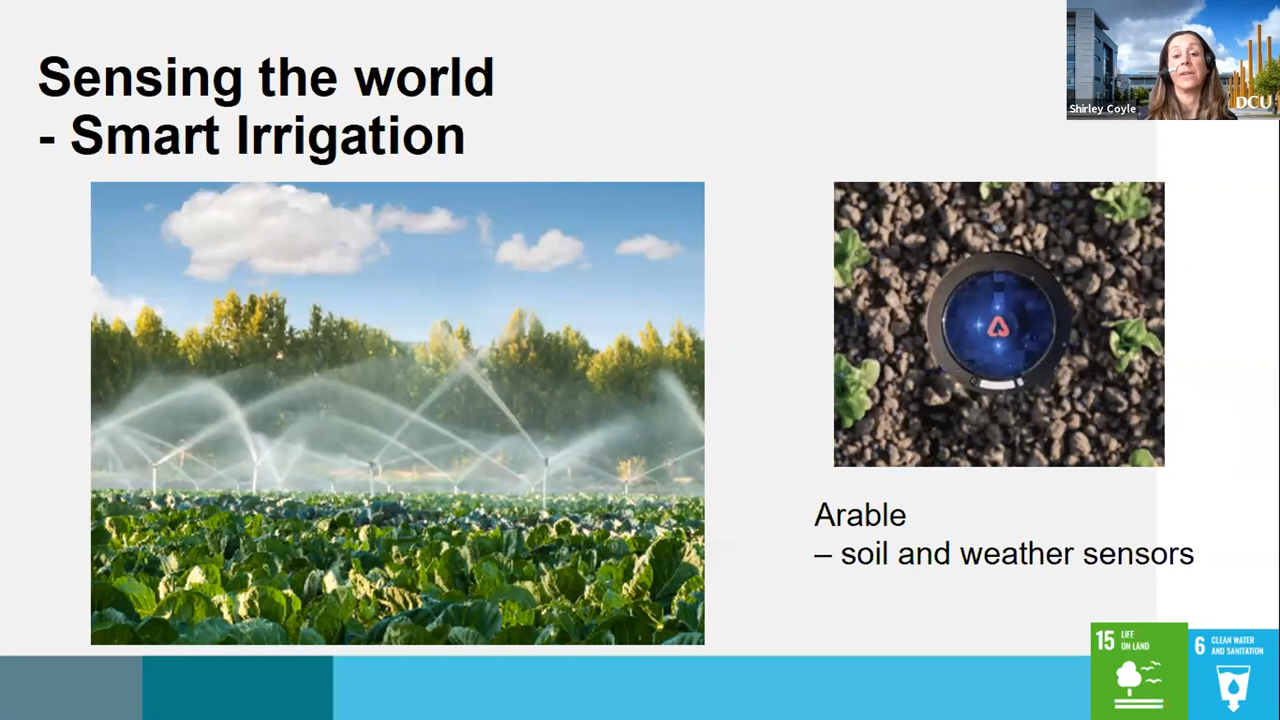 Sensing the world
- Smart Irrigation
Shirley Coyle
DCU
Arable
– soil and weather sensors
15 LIFE
ON LAND
6 CLEAN WATER
AND SANITATION